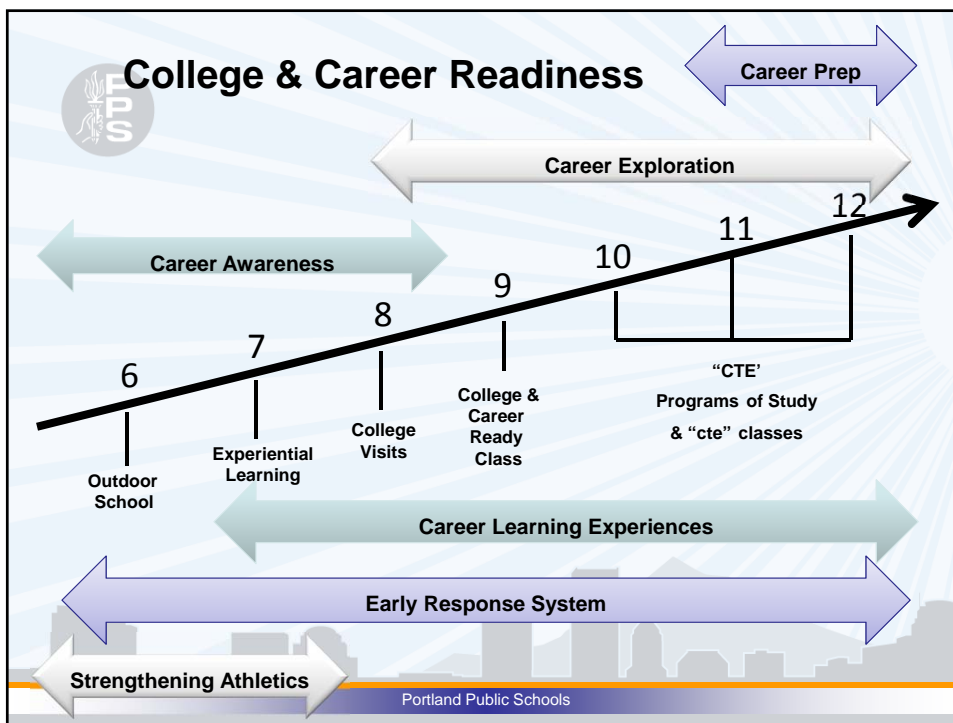 College & Career Readiness
PPS
Career Prep
Career Exploration
Career Awareness
6
7
8
9
10
11
12
Outdoor
School
Experiential
Learning
College
Visits
College &
Career
Ready
Class
“CTE’
Programs of Study
& “cte” classes
Career Learning Experiences
Early Response System
Strengthening Athletics
Portland Public Schools